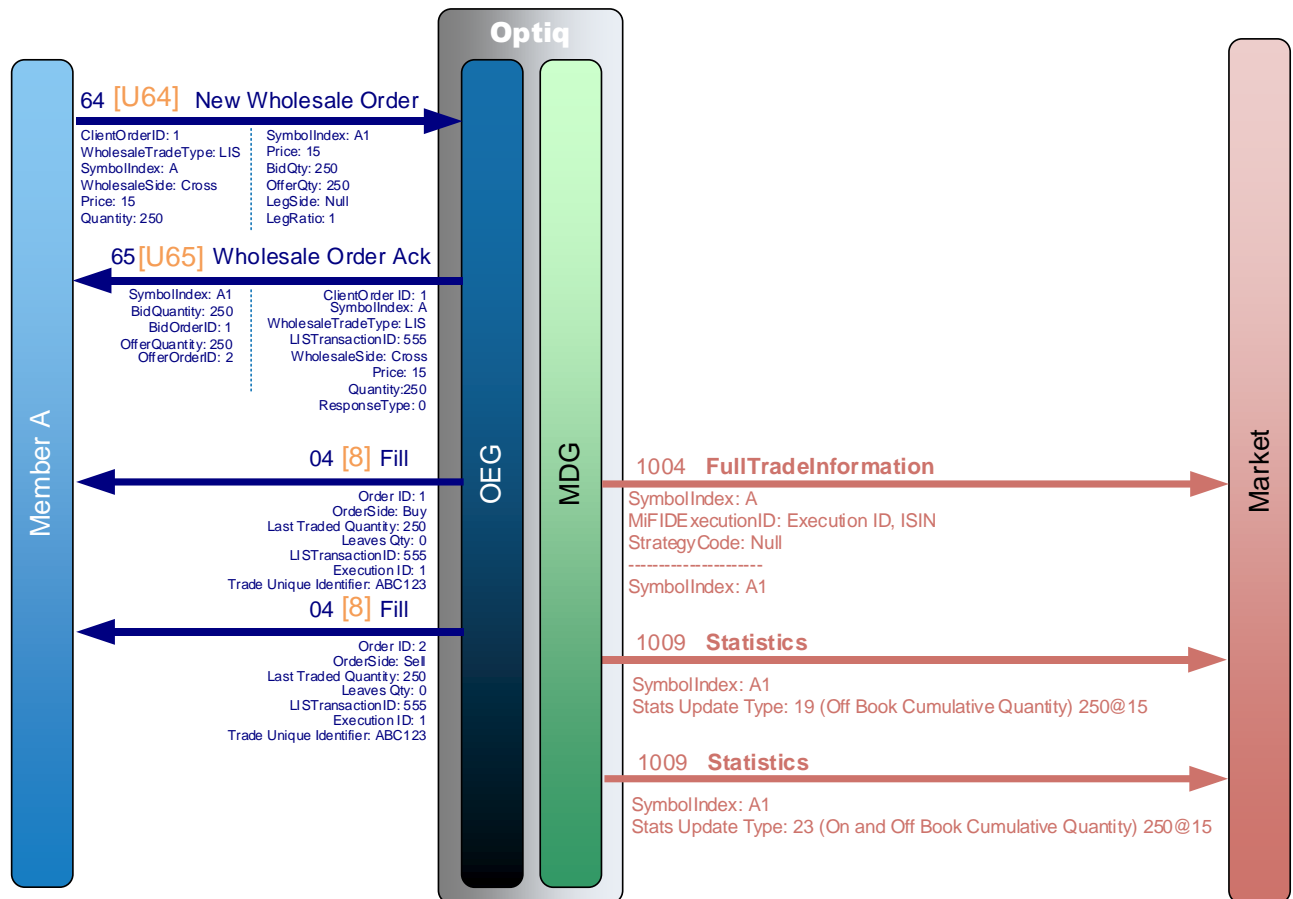 Optiq
Member A
OEG
MDG
Market
64 [U64] New Wholesale Order
ClientOrderID: 1
WholesaleTradeType: LIS
SymbolIndex: A
WholesaleSide: Cross
Price: 15
Quantity: 250
SymbolIndex: A1
Price: 15
BidQty: 250
OfferQty: 250
LegSide: Null
LegRatio: 1
65 [U65] Wholesale Order Ack
SymbolIndex: A1
BidQuantity: 250
BidOrderID: 1
OfferQuantity: 250
OfferOrderID: 2
ClientOrder ID: 1
SymbolIndex: A
WholesaleTradeType: LIS
LISTransactionID: 555
WholesaleSide: Cross
Price: 15
Quantity:250
ResponseType: 0
04 [8] Fill
Order ID: 1
OrderSide: Buy
Last Traded Quantity: 250
Leaves Qty: 0
LISTransactionID: 555
Execution ID: 1
Trade Unique Identifier: ABC123
04 [8] Fill
Order ID: 2
OrderSide: Sell
Last Traded Quantity: 250
Leaves Qty: 0
LISTransactionID: 555
Execution ID: 1
Trade Unique Identifier: ABC123
1004 FullTradeInformation
SymbolIndex: A
MiFIDExecutionID: Execution ID, ISIN
StrategyCode: Null
----------------------
SymbolIndex: A1
1009 Statistics
SymbolIndex: A1
Stats Update Type: 19 (Off Book Cumulative Quantity) 250@15
1009 Statistics
SymbolIndex: A1
Stats Update Type: 23 (On and Off Book Cumulative Quantity) 250@15